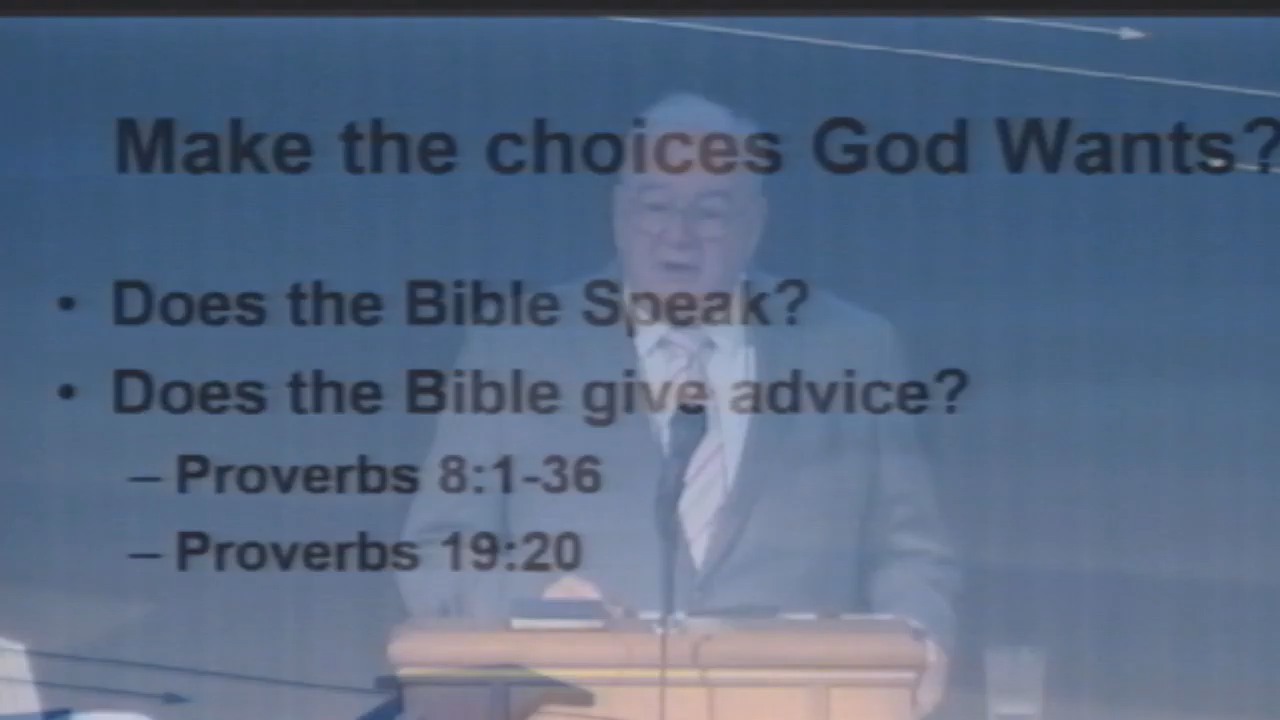 Make the choices God Wants?
• Does the Bible Speak?
• Does the Bible give advice?
– Proverbs 8:1-36
– Proverbs 19:20